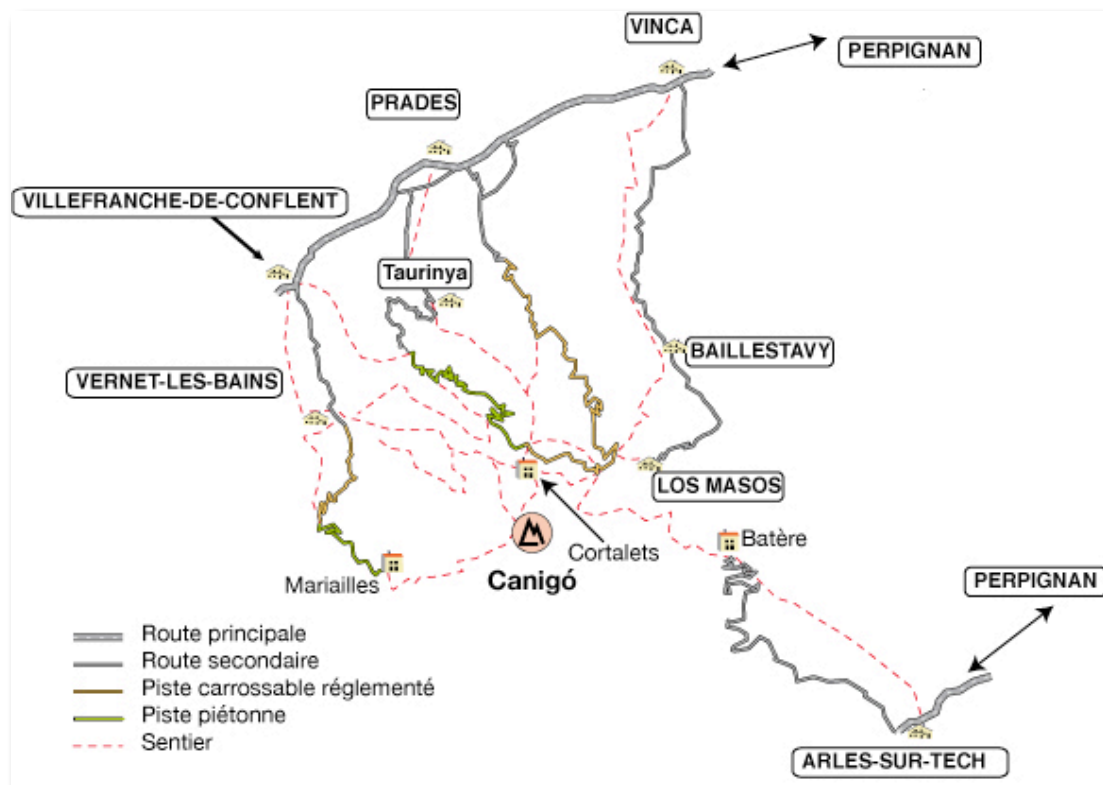 VINCA
PERPIGNAN
PRADES
VILLEFRANCHE-DE-CONFLENT
Taurinya
BAILLESTAVY
VERNET-LES-BAINS
LOS MASOS
Batère
Cortalets
Mariailles
Canigó
PERPIGNAN
Route principale
Route secondaire
Piste carrossable réglementé
Piste piétonne
Sentier
ARLES-SUR-TECH